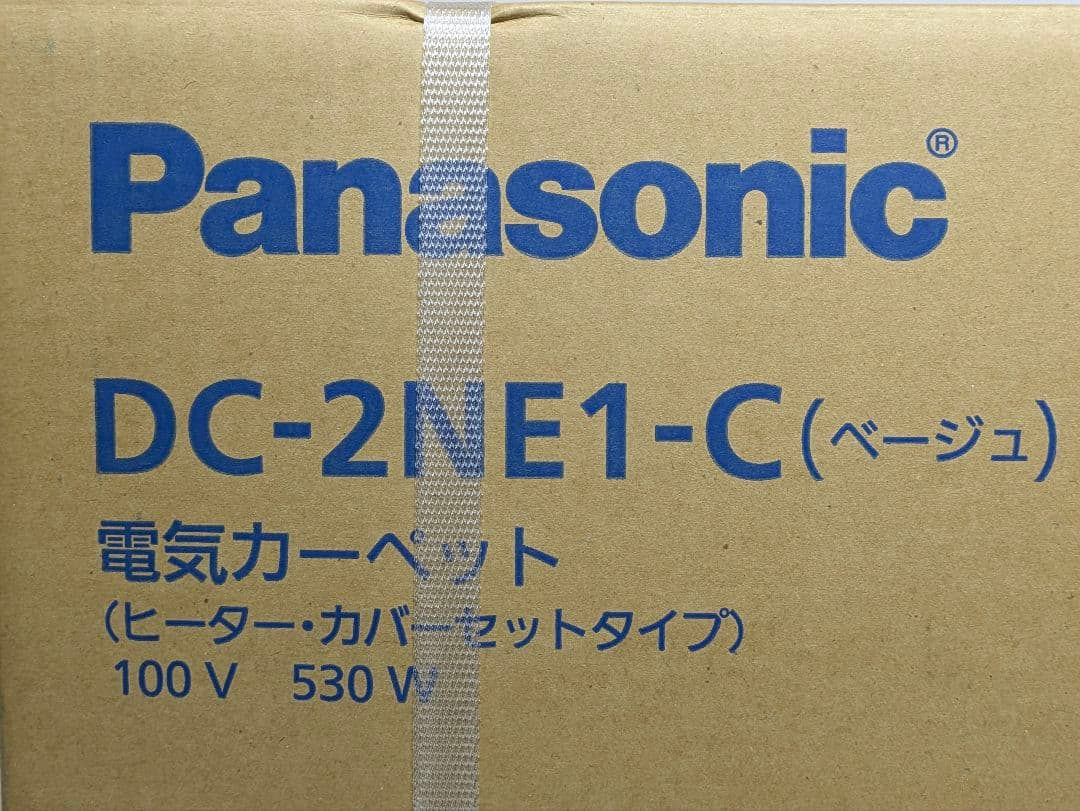 Panasonic®
DC-2NE1-C(ベージュ)
電気カーペット
(ヒーター・カバーセットタイプ)
100 V 530 W